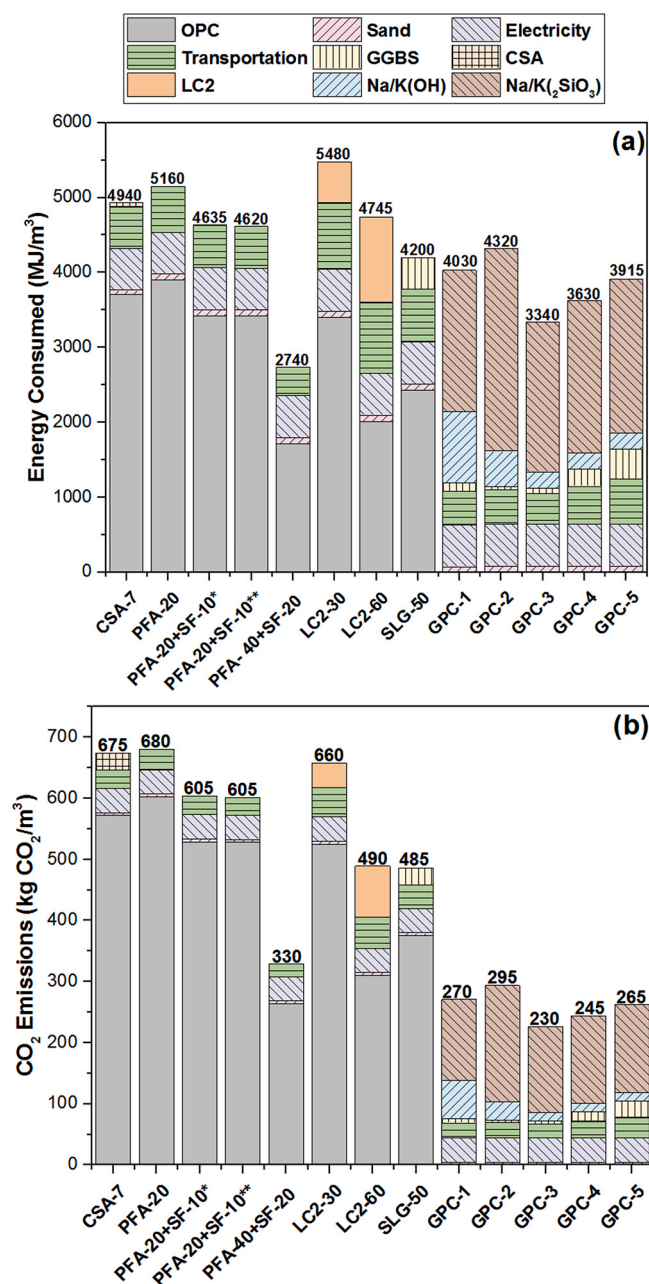 OPC Sand Electricity
Transportation GGBS CSA
LC2 Na/K(OH) Na/K(₂SiO₃)
(a)
Energy Consumed (MJ/m³)
6000
5000
4000
3000
2000
1000
0
4940 5160 4635 4620 2740 5480 4745 4200 4030 4320 3340 3630 3915
CSA-7 PFA-20 PFA-20+SF-10* PFA-20+SF-10** PFA- 40+SF-20 LC2-30 LC2-60 SLG-50 GPC-1 GPC-2 GPC-3 GPC-4 GPC-5
(b)
CO₂ Emissions (kg CO₂/m³)
700
600
500
400
300
200
100
0
675 680 605 605 330 660 490 485 270 295 230 245 265
CSA-7 PFA-20 PFA-20+SF-10* PFA-20+SF-10** PFA-40+SF-20 LC2-30 LC2-60 SLG-50 GPC-1 GPC-2 GPC-3 GPC-4 GPC-5